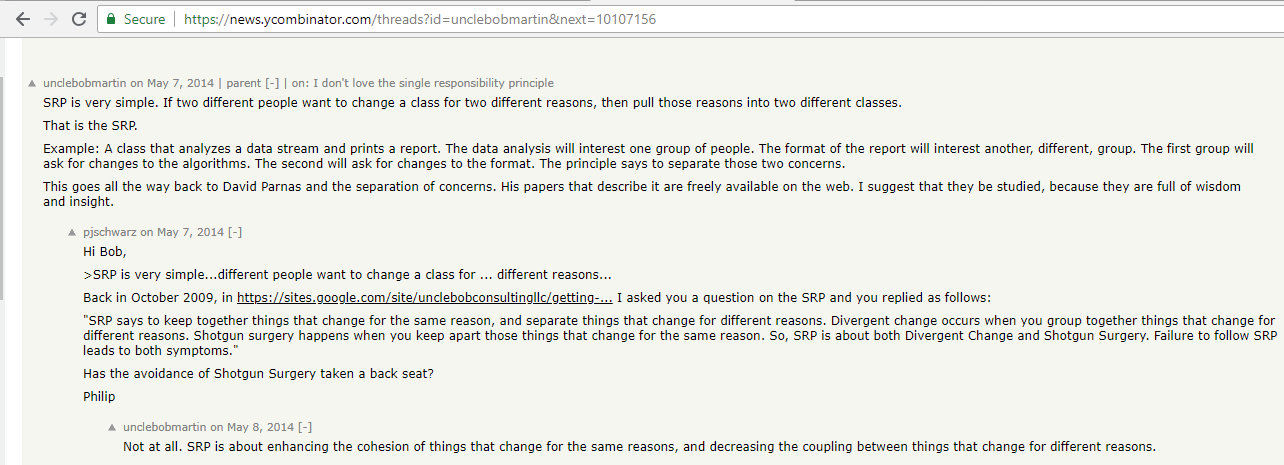 Secure | https://news.ycombinator.com/threads?id=unclebobmartin&next=10107156
unclebobmartin on May 7, 2014 | parent [-] | on: I don't love the single responsibility principle
SRP is very simple. If two different people want to change a class for two different reasons, then pull those reasons into two different classes.
That is the SRP.
Example: A class that analyzes a data stream and prints a report. The data analysis will interest one group of people. The format of the report will interest another, different, group. The first group will
ask for changes to the algorithms. The second will ask for changes to the format. The principle says to separate those two concerns.
This goes all the way back to David Parnas and the separation of concerns. His papers that describe it are freely available on the web. I suggest that they be studied, because they are full of wisdom
and insight.
pjschwarz on May 7, 2014 [-]
Hi Bob,
>SRP is very simple...different people want to change a class for ... different reasons...
Back in October 2009, in https://sites.google.com/site/unclebobconsultingllc/getting-... I asked you a question on the SRP and you replied as follows:
"SRP says to keep together things that change for the same reason, and separate things that change for different reasons. Divergent change occurs when you group together things that change for
different reasons. Shotgun surgery happens when you keep apart those things that change for the same reason. So, SRP is about both Divergent Change and Shotgun Surgery. Failure to follow SRP
leads to both symptoms."
Has the avoidance of Shotgun Surgery taken a back seat?
Philip
unclebobmartin on May 8, 2014 [-]
Not at all. SRP is about enhancing the cohesion of things that change for the same reasons, and decreasing the coupling between things that change for different reasons.